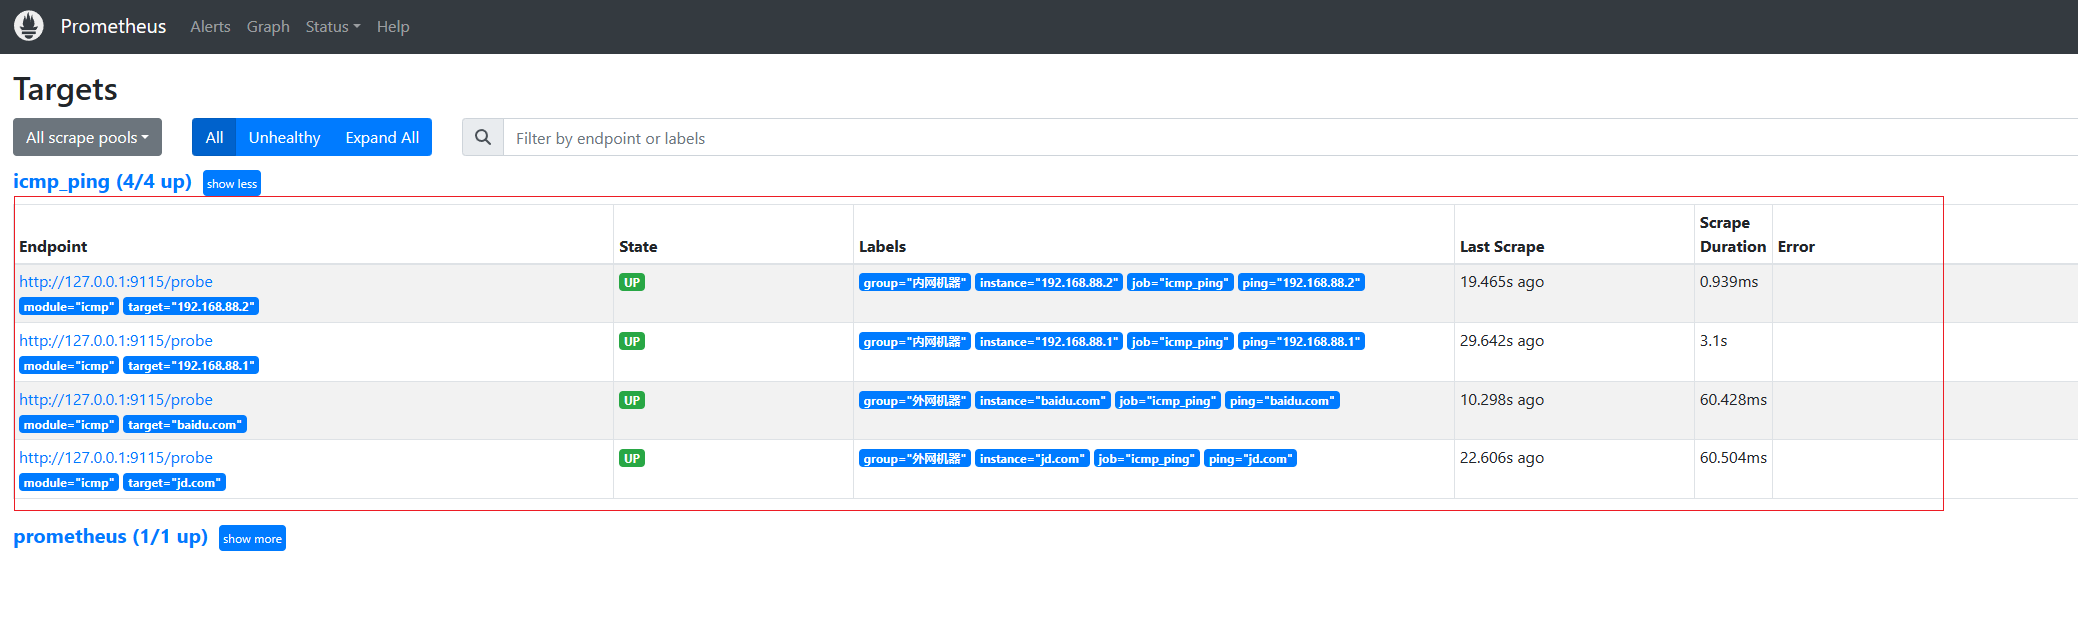 Prometheus Alerts Graph Status Help
Targets
All scrape pools All Unhealthy Expand All Filter by endpoint or labels
icmp_ping (4/4 up) show less
Endpoint State Labels Last Scrape Scrape Duration Error
http://127.0.0.1:9115/probe UP group="内网机器" instance="192.168.88.2" job="icmp_ping" ping="192.168.88.2" 19.465s ago 0.939ms
module="icmp" target="192.168.88.2"
http://127.0.0.1:9115/probe UP group="内网机器" instance="192.168.88.1" job="icmp_ping" ping="192.168.88.1" 29.642s ago 3.1s
module="icmp" target="192.168.88.1"
http://127.0.0.1:9115/probe UP group="外网机器" instance="baidu.com" job="icmp_ping" ping="baidu.com" 10.298s ago 60.428ms
module="icmp" target="baidu.com"
http://127.0.0.1:9115/probe UP group="外网机器" instance="jd.com" job="icmp_ping" ping="jd.com" 22.606s ago 60.504ms
module="icmp" target="jd.com"
prometheus (1/1 up) show more